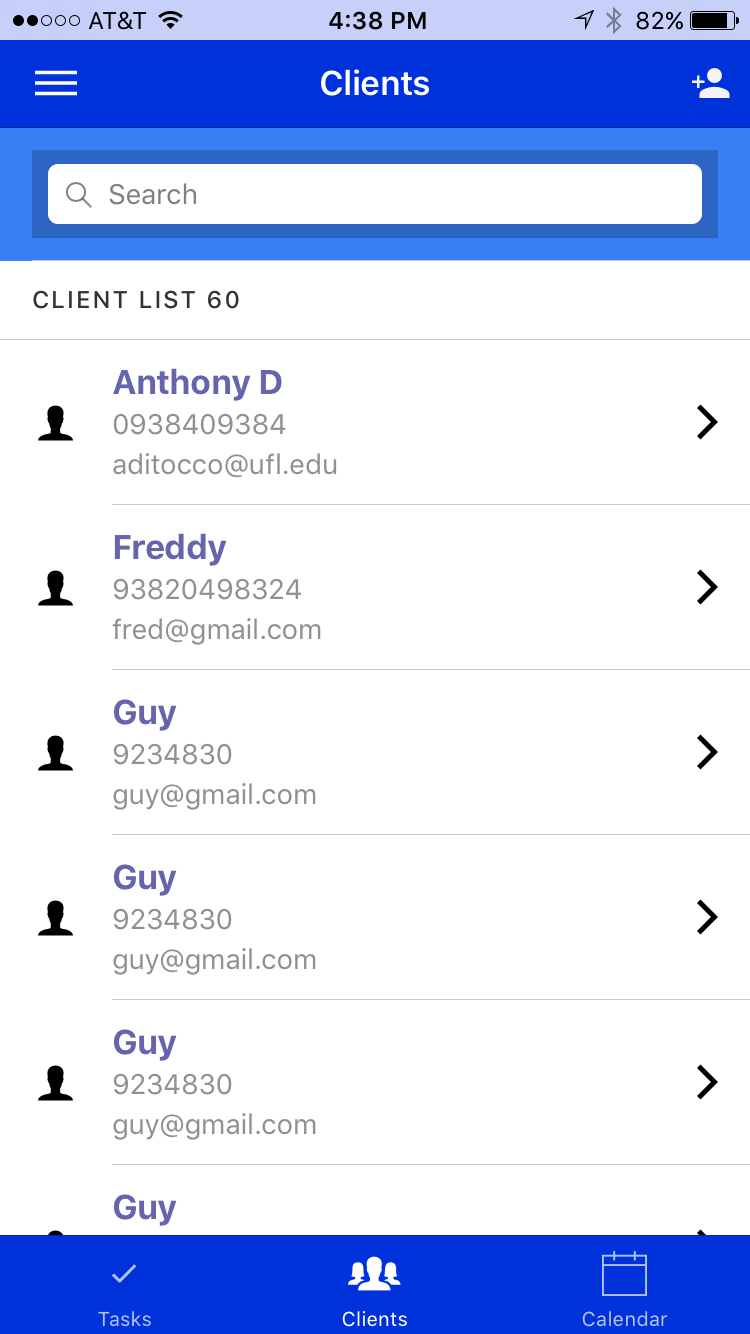 AT&T 4:38 PM 82%
Clients
Search
CLIENT LIST 60
Anthony D
0938409384
aditocco@ufl.edu
Freddy
93820498324
fred@gmail.com
Guy
9234830
guy@gmail.com
Guy
9234830
guy@gmail.com
Guy
9234830
guy@gmail.com
Guy
Tasks Clients Calendar